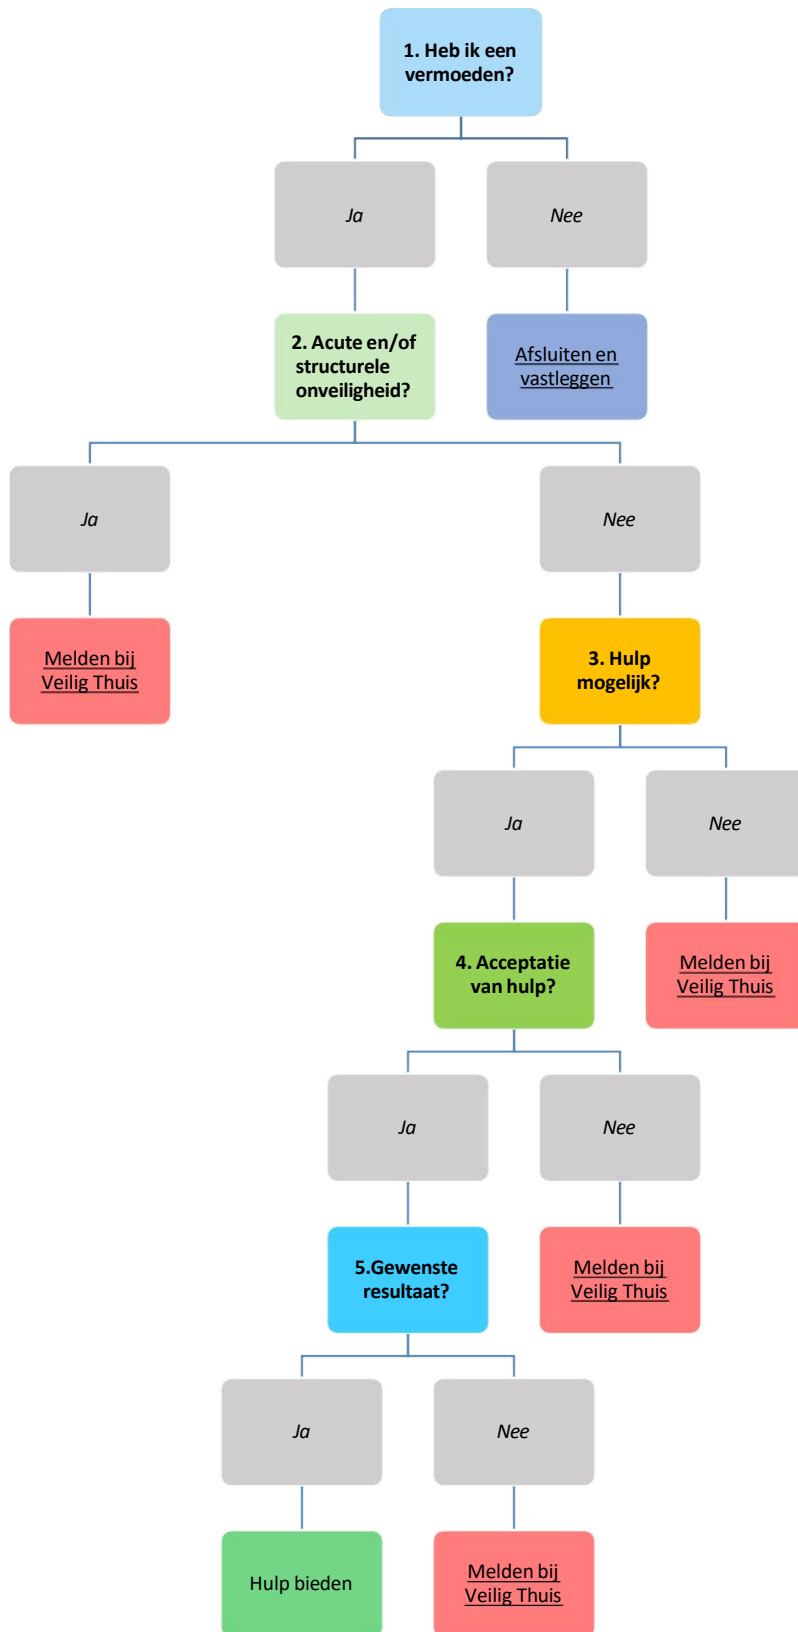 1. Heb ik een
vermoeden?
Ja
Nee
2. Acute en/of
structurele
onveiligheid?
Afsluiten en
vastleggen
Ja
Nee
Melden bij
Veilig Thuis
3. Hulp
mogelijk?
Ja
Nee
4. Acceptatie
van hulp?
Melden bij
Veilig Thuis
Ja
Nee
5.Gewenste
resultaat?
Melden bij
Veilig Thuis
Ja
Nee
Hulp bieden
Melden bij
Veilig Thuis